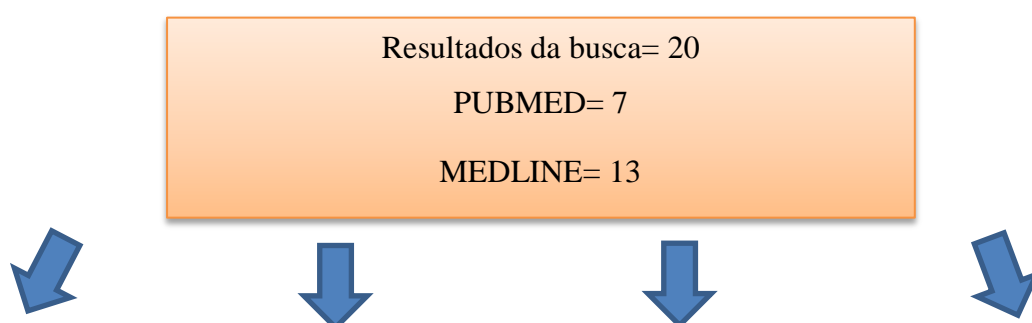 Resultados da busca= 20
PUBMED= 7
MEDLINE= 13